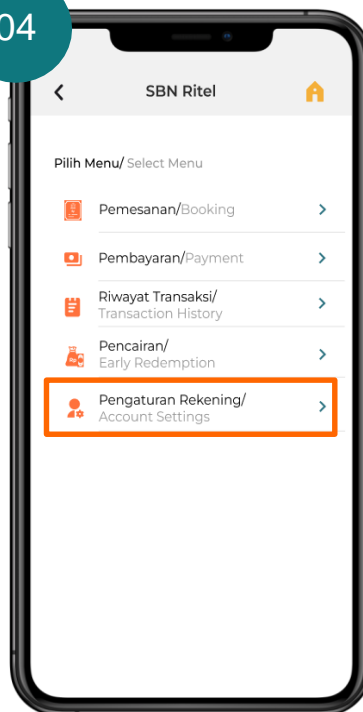 04
SBN Ritel
Pilih Menu/ Select Menu
Pemesanan/Booking
Pembayaran/Payment
Riwayat Transaksi/
Transaction History
Pencairan/
Early Redemption
Pengaturan Rekening/
Account Settings